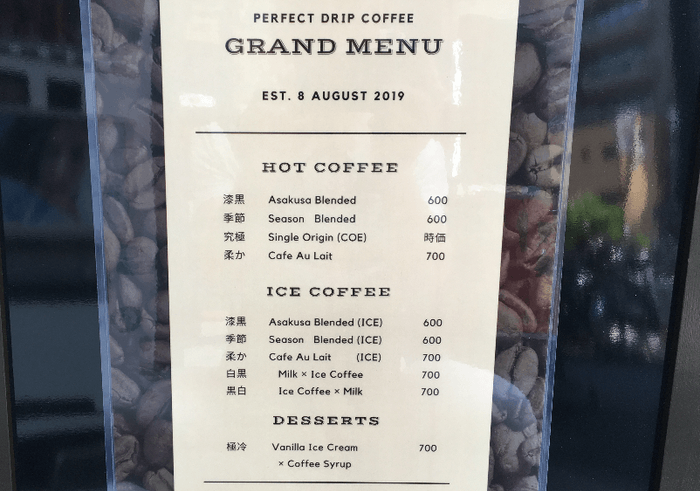 PERFECT DRIP COFFEE
GRAND MENU
EST. 8 AUGUST 2019
HOT COFFEE
漆黒 Asakusa Blended 600
季節 Season Blended 600
究極 Single Origin (COE) 時価
柔か Cafe Au Lait 700
ICE COFFEE
漆黒 Asakusa Blended (ICE) 600
季節 Season Blended (ICE) 600
柔か Cafe Au Lait (ICE) 700
白黒 Milk × Ice Coffee 700
黒白 Ice Coffee × Milk 700
DESSERTS
極冷 Vanilla Ice Cream 700
× Coffee Syrup